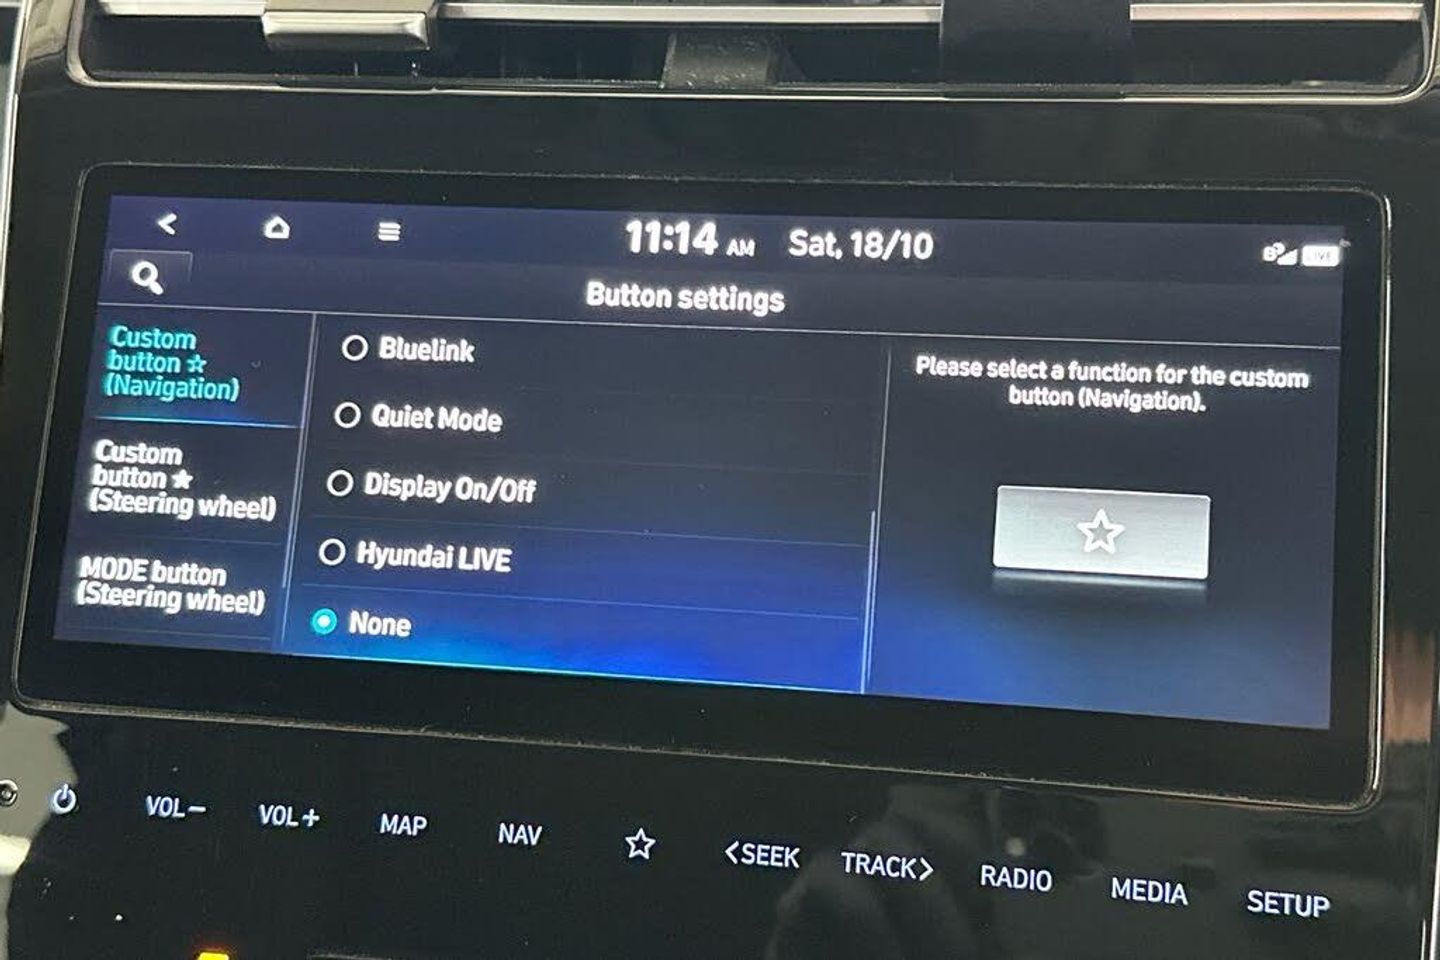 11:14 AM Sat, 18/10
LIVE
Button settings
Custom
button ☆
(Navigation)
Custom
button ★
(Steering wheel)
MODE button
(Steering wheel)
Bluelink
Quiet Mode
Display On/Off
Hyundai LIVE
None
Please select a function for the custom
button (Navigation).
VOL− VOL+ MAP NAV ☆ <SEEK TRACK> RADIO MEDIA SETUP